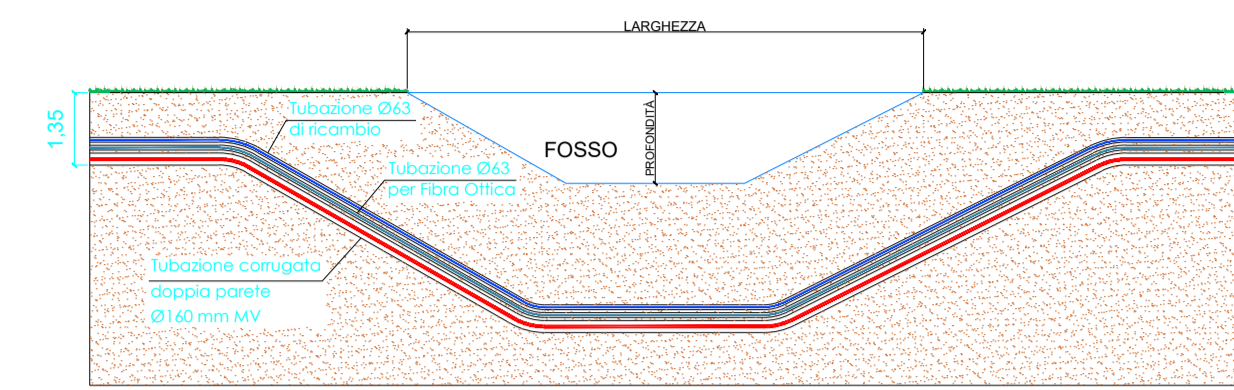 LARGHEZZA
1,35
Tubazione Ø63
di ricambio
PROFONDITÀ
FOSSO
Tubazione Ø63
per Fibra Ottica
Tubazione corrugata
doppia parete
Ø160 mm MV